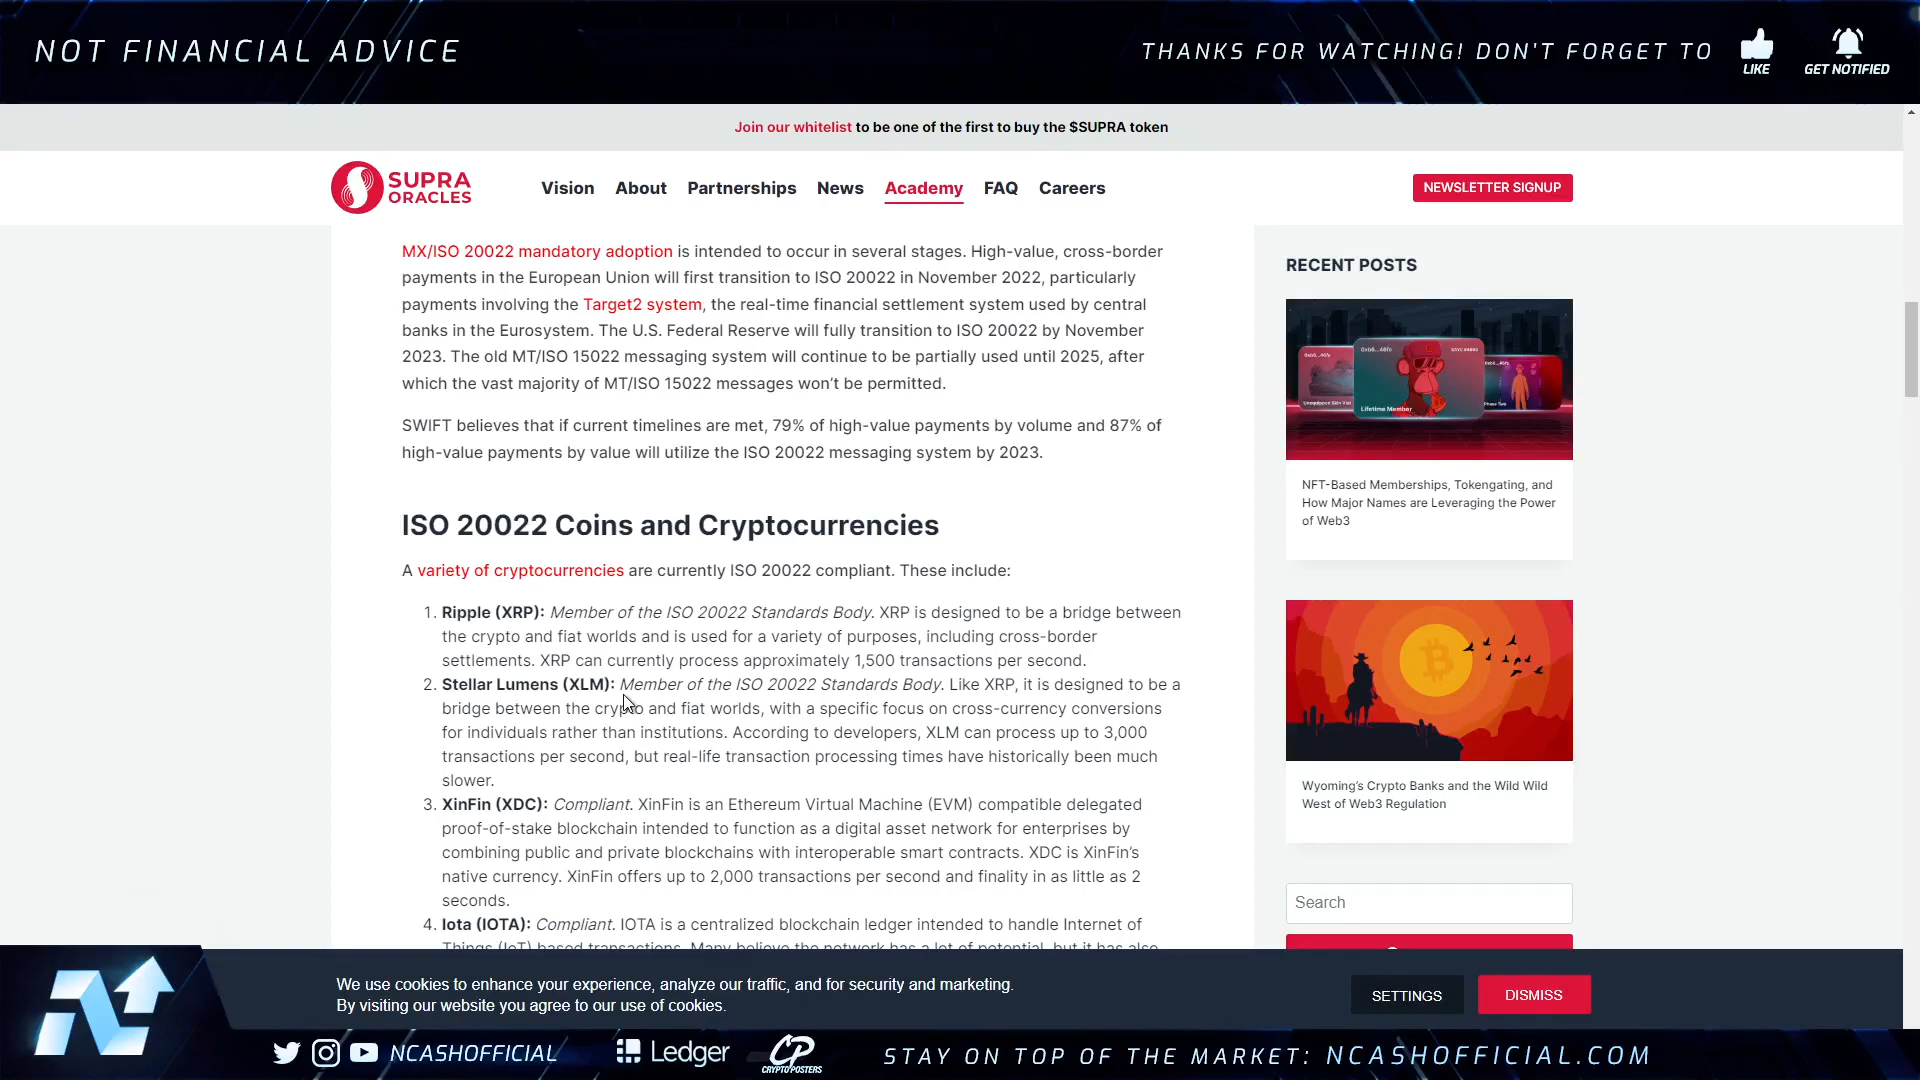 NOT FINANCIAL ADVICE
THANKS FOR WATCHING! DON'T FORGET TO
LIKE
GET NOTIFIED
Join our whitelist to be one of the first to buy the $SUPRA token
SUPRA
ORACLES
Vision About Partnerships News Academy FAQ Careers
NEWSLETTER SIGNUP
MX/ISO 20022 mandatory adoption is intended to occur in several stages. High-value, cross-border
payments in the European Union will first transition to ISO 20022 in November 2022, particularly
payments involving the Target2 system, the real-time financial settlement system used by central
banks in the Eurosystem. The U.S. Federal Reserve will fully transition to ISO 20022 by November
2023. The old MT/ISO 15022 messaging system will continue to be partially used until 2025, after
which the vast majority of MT/ISO 15022 messages won't be permitted.
SWIFT believes that if current timelines are met, 79% of high-value payments by volume and 87% of
high-value payments by value will utilize the ISO 20022 messaging system by 2023.
ISO 20022 Coins and Cryptocurrencies
A variety of cryptocurrencies are currently ISO 20022 compliant. These include:
1. Ripple (XRP): Member of the ISO 20022 Standards Body. XRP is designed to be a bridge between
the crypto and fiat worlds and is used for a variety of purposes, including cross-border
settlements. XRP can currently process approximately 1,500 transactions per second.
2. Stellar Lumens (XLM): Member of the ISO 20022 Standards Body. Like XRP, it is designed to be a
bridge between the crypto and fiat worlds, with a specific focus on cross-currency conversions
for individuals rather than institutions. According to developers, XLM can process up to 3,000
transactions per second, but real-life transaction processing times have historically been much
slower.
3. XinFin (XDC): Compliant. XinFin is an Ethereum Virtual Machine (EVM) compatible delegated
proof-of-stake blockchain intended to function as a digital asset network for enterprises by
combining public and private blockchains with interoperable smart contracts. XDC is XinFin's
native currency. XinFin offers up to 2,000 transactions per second and finality in as little as 2
seconds.
4. Iota (IOTA): Compliant. IOTA is a centralized blockchain ledger intended to handle Internet of
Things (IoT) based transactions. Many believe the network has a lot of potential, but it has also
RECENT POSTS
Lifetime Member
NFT-Based Memberships, Tokengating, and
How Major Names are Leveraging the Power
of Web3
Wyoming's Crypto Banks and the Wild Wild
West of Web3 Regulation
Search
We use cookies to enhance your experience, analyze our traffic, and for security and marketing.
By visiting our website you agree to our use of cookies.
SETTINGS
DISMISS
NCASHOFFICIAL
Ledger
CP
CRYPTOPOSTERS
STAY ON TOP OF THE MARKET: NCASHOFFICIAL.COM